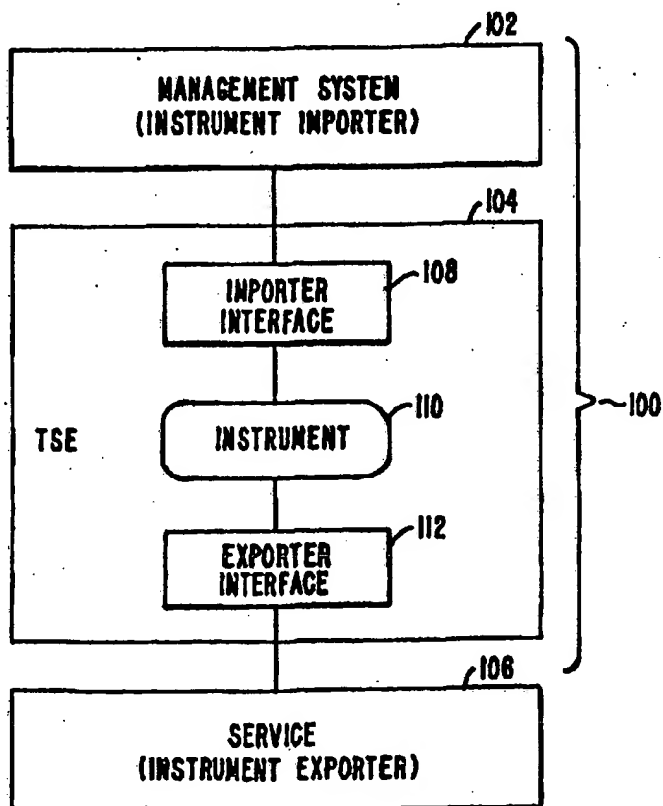 102
MANAGEMENT SYSTEM
(INSTRUMENT IMPORTER)
104
IMPORTER
INTERFACE
108
TSE
INSTRUMENT
110
100
EXPORTER
INTERFACE
112
106
SERVICE
(INSTRUMENT EXPORTER)